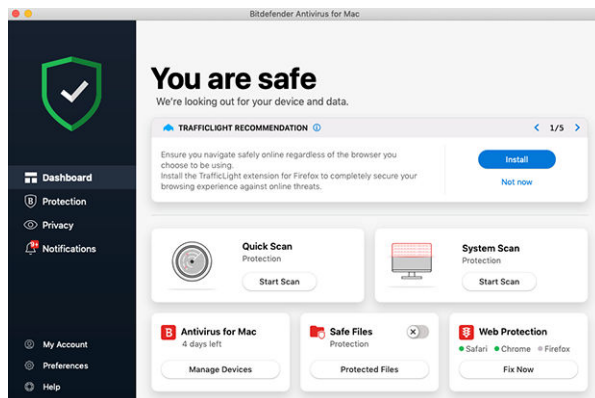 Bitdefender Antivirus for Mac
You are safe
We're looking out for your device and data.
TRAFFICLIGHT RECOMMENDATION
1/5
Ensure you navigate safely online regardless of the browser you
choose to be using.
Install the TrafficLight extension for Firefox to completely secure your
browsing experience against online threats.
Install
Not now
Dashboard
B Protection
Privacy
9+
Notifications
Quick Scan
Protection
Start Scan
System Scan
Protection
Start Scan
B Antivirus for Mac
4 days left
Manage Devices
Safe Files
Protection
Protected Files
Web Protection
Safari Chrome Firefox
Fix Now
My Account
Preferences
Help